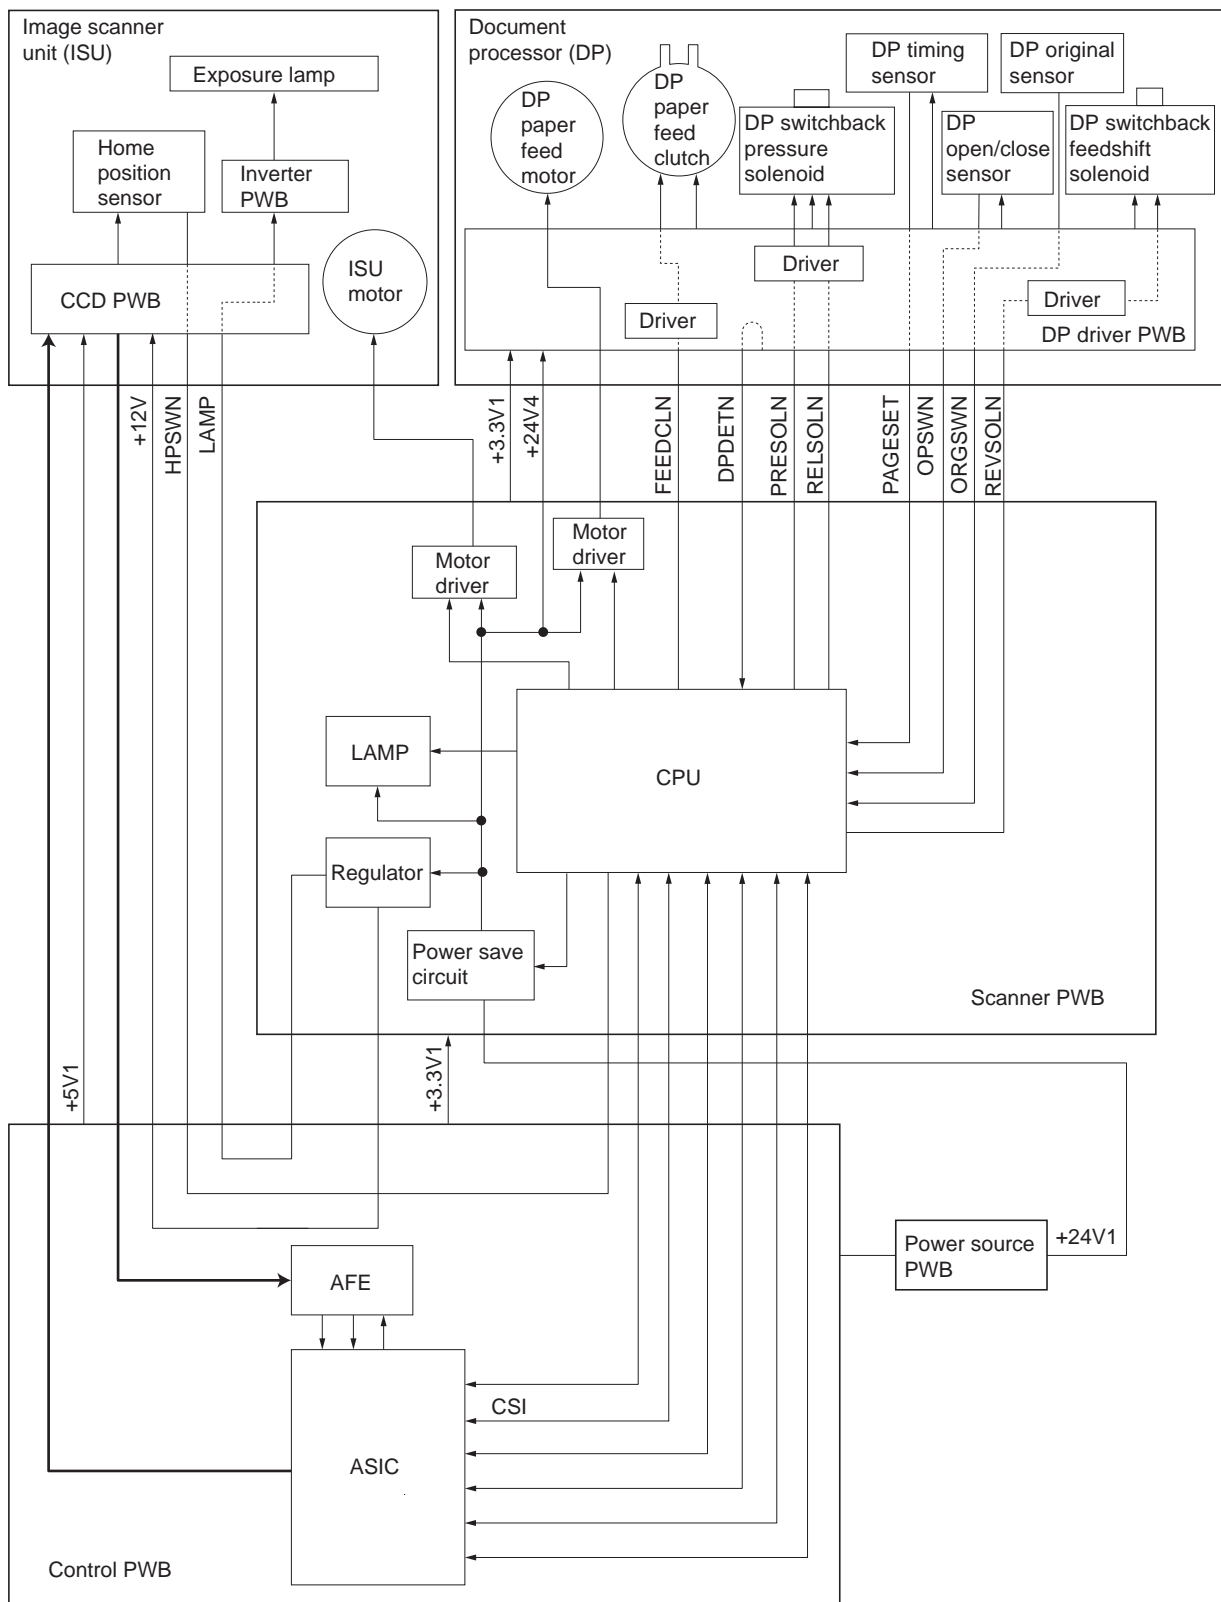 Image scanner
unit (ISU)
Exposure lamp
Home
position
sensor
Inverter
PWB
CCD PWB
ISU
motor
Document
processor (DP)
DP
paper
feed
motor
DP
paper
feed
clutch
DP switchback
pressure
solenoid
DP timing
sensor
DP
open/close
sensor
DP original
sensor
DP switchback
feedshift
solenoid
Driver
Driver
Driver
DP driver PWB
+12V
HPSWN
LAMP
+3.3V1
+24V4
FEEDCLN
DPDETN
PRESOLN
RELSOLN
PAGESET
OPSWN
ORGSWN
REVSOLN
Motor
driver
Motor
driver
LAMP
CPU
Regulator
Power save
circuit
Scanner PWB
+5V1
+3.3V1
Power source
PWB
+24V1
AFE
CSI
ASIC
Control PWB